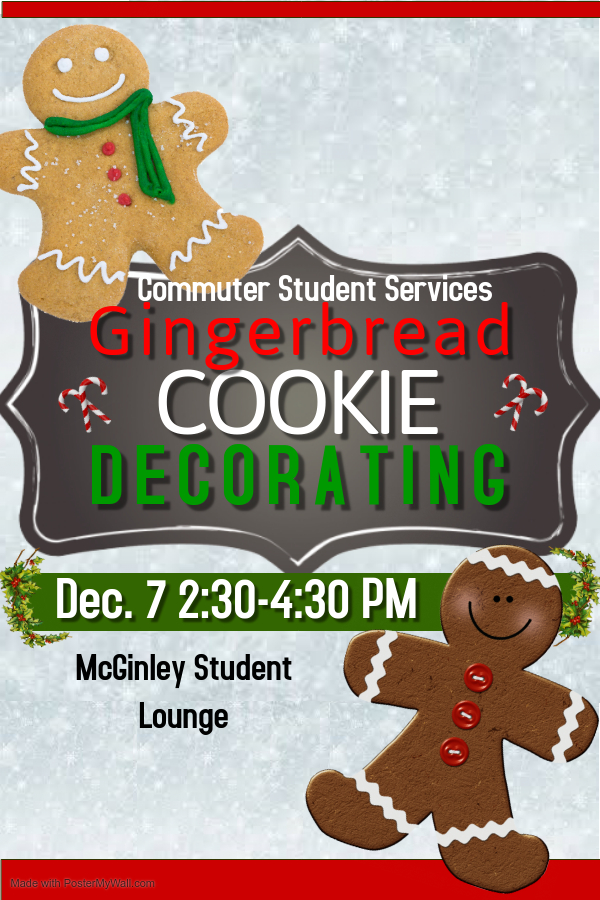 Commuter Student Services
Gingerbread
COOKIE
DECORATING
Dec. 7 2:30-4:30 PM
McGinley Student
Lounge
Made with PosterMyWall.com